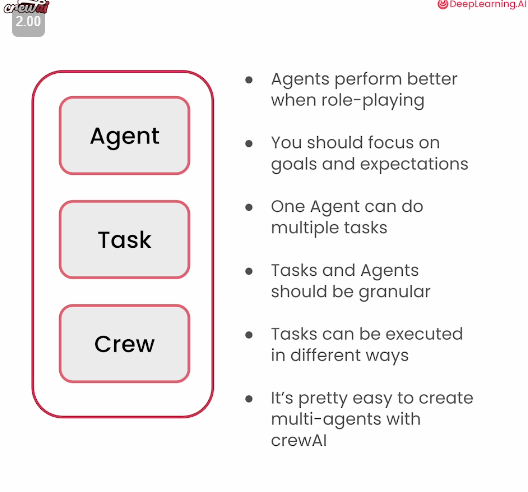 crewai
DeepLearning.AI
2.00
Agent
Task
Crew
● Agents perform better
when role-playing
● You should focus on
goals and expectations
● One Agent can do
multiple tasks
● Tasks and Agents
should be granular
● Tasks can be executed
in different ways
● It’s pretty easy to create
multi-agents with
crewAI